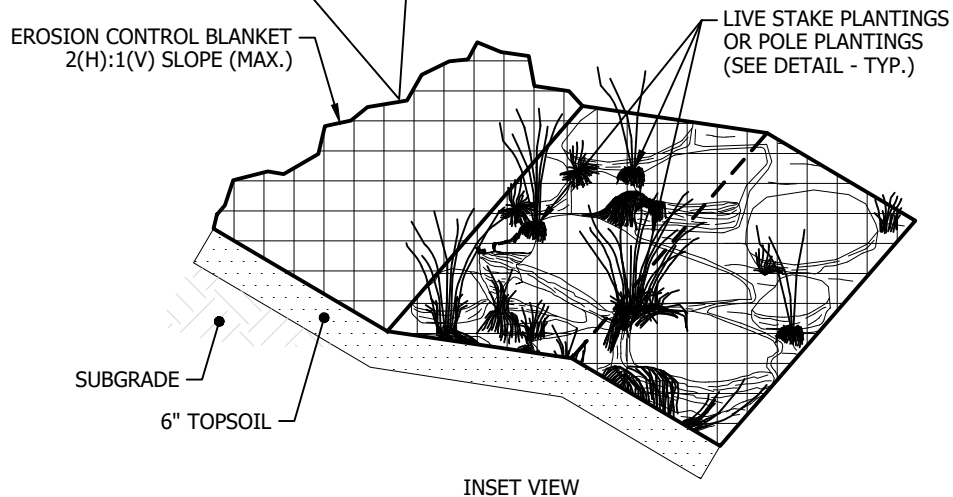 EROSION CONTROL BLANKET
2(H):1(V) SLOPE (MAX.)
LIVE STAKE PLANTINGS
OR POLE PLANTINGS
(SEE DETAIL - TYP.)
SUBGRADE
6" TOPSOIL
INSET VIEW